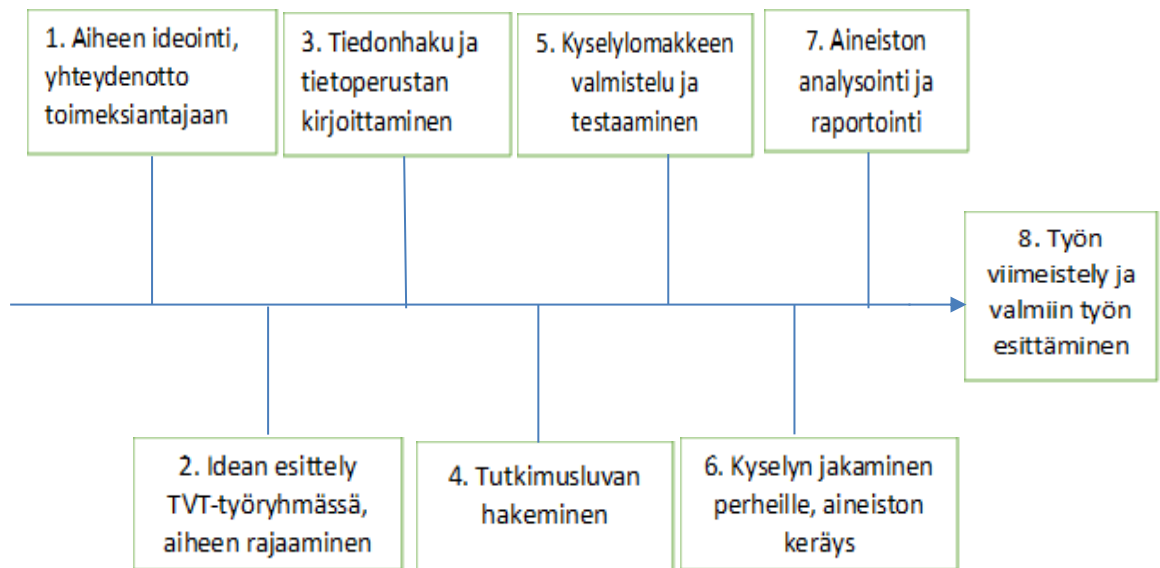 1. Aiheen ideointi,
yhteydenotto
toimeksiantajaan
3. Tiedonhaku ja
tietoperustan
kirjoittaminen
5. Kyselylomakkeen
valmistelu ja
testaaminen
7. Aineiston
analysointi ja
raportointi
8. Työn
viimeistely ja
valmiin työn
esittäminen
2. Idean esittely
TVT-työryhmässä,
aiheen rajaaminen
4. Tutkimusluvan
hakeminen
6. Kyselyn jakaminen
perheille, aineiston
keräys